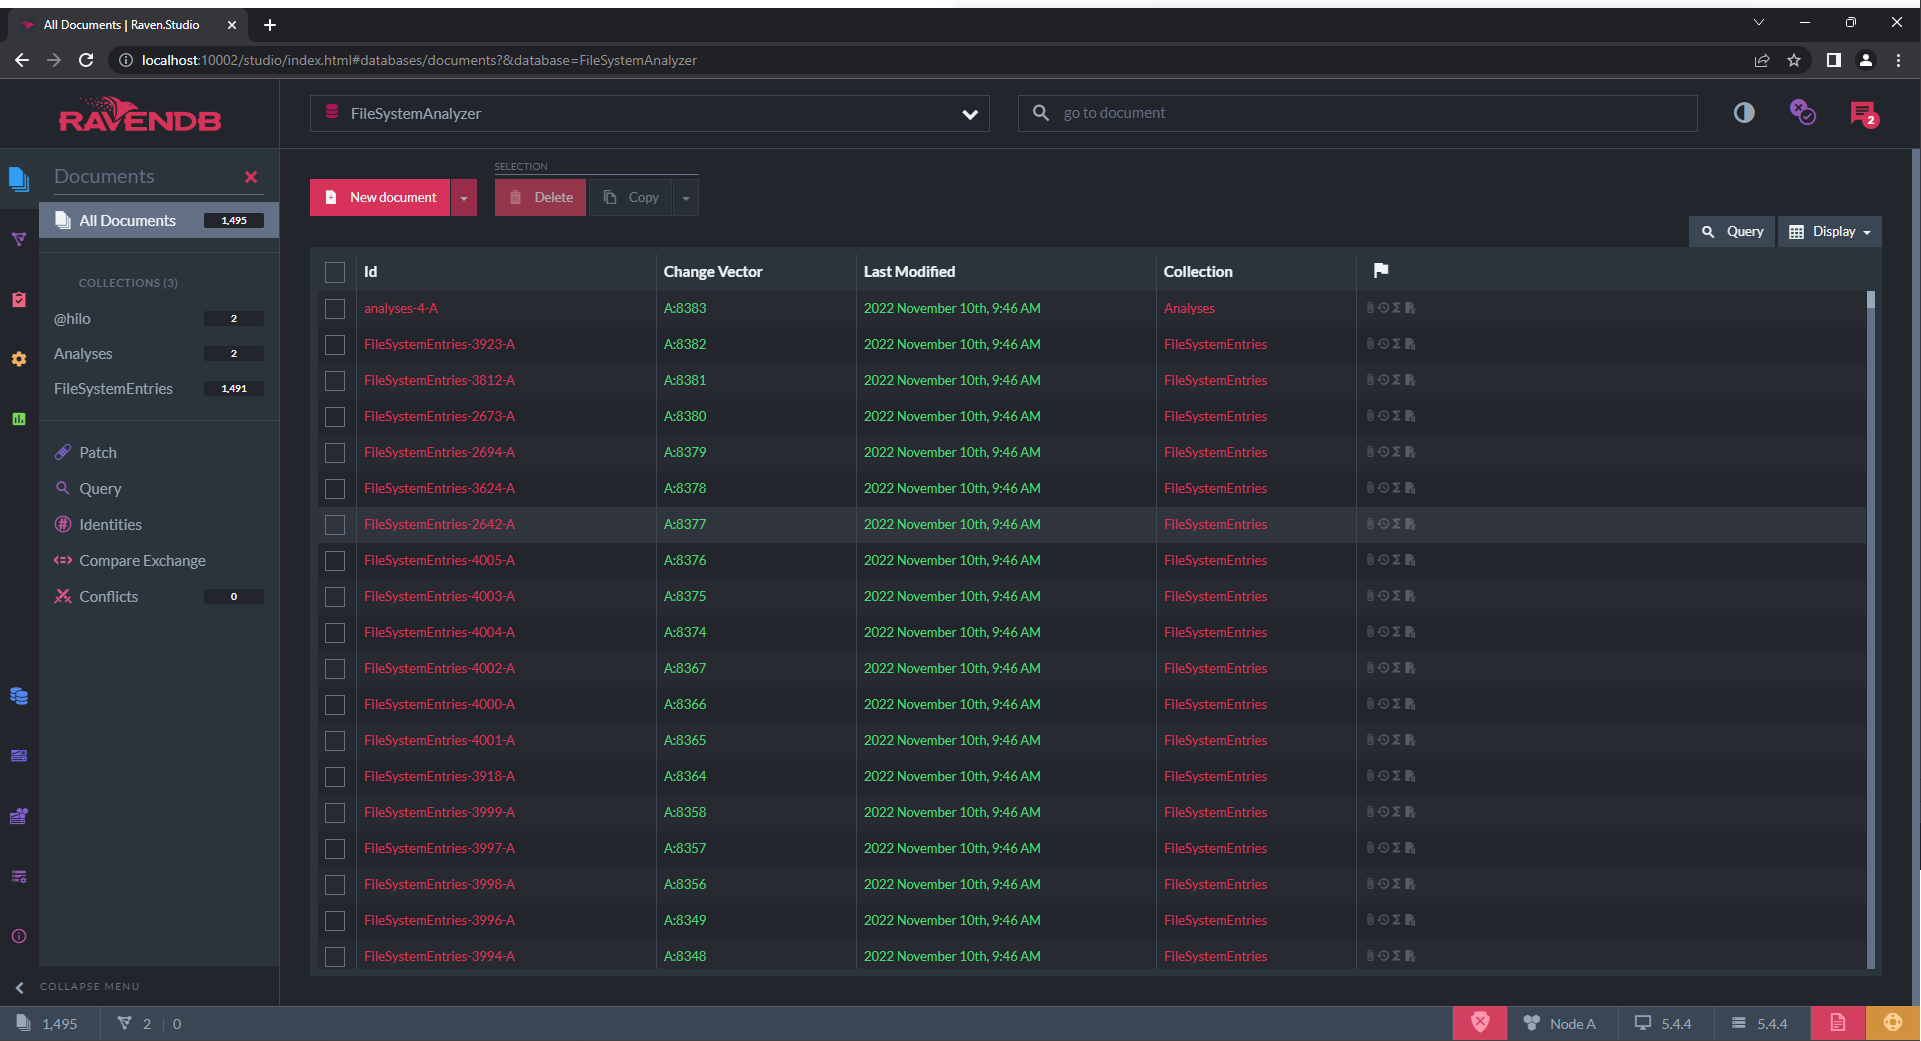 All Documents | Raven.Studio
localhost:10002/studio/index.html#databases/documents?&database=FileSystemAnalyzer
RAVENDB
FileSystemAnalyzer
go to document
2
Documents
All Documents 1,495
COLLECTIONS (3)
@hilo 2
Analyses 2
FileSystemEntries 1,491
Patch
Query
Identities
Compare Exchange
Conflicts 0
COLLAPSE MENU
SELECTION
New document Delete Copy
Query Display
Id Change Vector Last Modified Collection
analyses-4-A A:8383 2022 November 10th, 9:46 AM Analyses
FileSystemEntries-3923-A A:8382 2022 November 10th, 9:46 AM FileSystemEntries
FileSystemEntries-3812-A A:8381 2022 November 10th, 9:46 AM FileSystemEntries
FileSystemEntries-2673-A A:8380 2022 November 10th, 9:46 AM FileSystemEntries
FileSystemEntries-2694-A A:8379 2022 November 10th, 9:46 AM FileSystemEntries
FileSystemEntries-3624-A A:8378 2022 November 10th, 9:46 AM FileSystemEntries
FileSystemEntries-2642-A A:8377 2022 November 10th, 9:46 AM FileSystemEntries
FileSystemEntries-4005-A A:8376 2022 November 10th, 9:46 AM FileSystemEntries
FileSystemEntries-4003-A A:8375 2022 November 10th, 9:46 AM FileSystemEntries
FileSystemEntries-4004-A A:8374 2022 November 10th, 9:46 AM FileSystemEntries
FileSystemEntries-4002-A A:8367 2022 November 10th, 9:46 AM FileSystemEntries
FileSystemEntries-4000-A A:8366 2022 November 10th, 9:46 AM FileSystemEntries
FileSystemEntries-4001-A A:8365 2022 November 10th, 9:46 AM FileSystemEntries
FileSystemEntries-3918-A A:8364 2022 November 10th, 9:46 AM FileSystemEntries
FileSystemEntries-3999-A A:8358 2022 November 10th, 9:46 AM FileSystemEntries
FileSystemEntries-3997-A A:8357 2022 November 10th, 9:46 AM FileSystemEntries
FileSystemEntries-3998-A A:8356 2022 November 10th, 9:46 AM FileSystemEntries
FileSystemEntries-3996-A A:8349 2022 November 10th, 9:46 AM FileSystemEntries
FileSystemEntries-3994-A A:8348 2022 November 10th, 9:46 AM FileSystemEntries
1,495 2 | 0 Node A 5.4.4 5.4.4